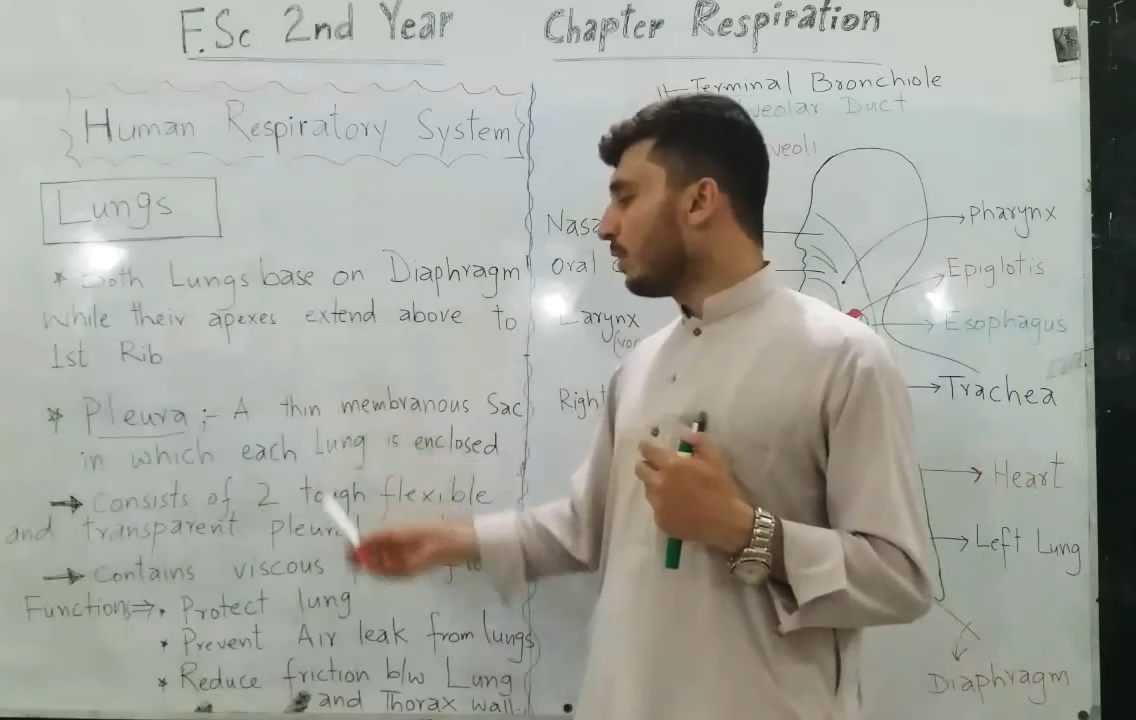 F.Sc 2nd Year
Chapter Respiration
Human Respiratory System
Lungs
* Both Lungs base on Diaphragm
While their apexes extend above to
1st Rib
* Pleura :- A thin membranous Sac
in which each Lung is enclosed
→ Consists of 2 tough flexible
and transparent
→ Contains viscous
Function⇒ • Protect lung
* Prevent Air leak from lungs
* Reduce friction b/w Lung
and Thorax wall.
Terminal Bronchiole
Duct
Oral
Larynx
Right
Pharynx
Epiglotis
Esophagus
Trachea
Heart
Left Lung
Diaphragm